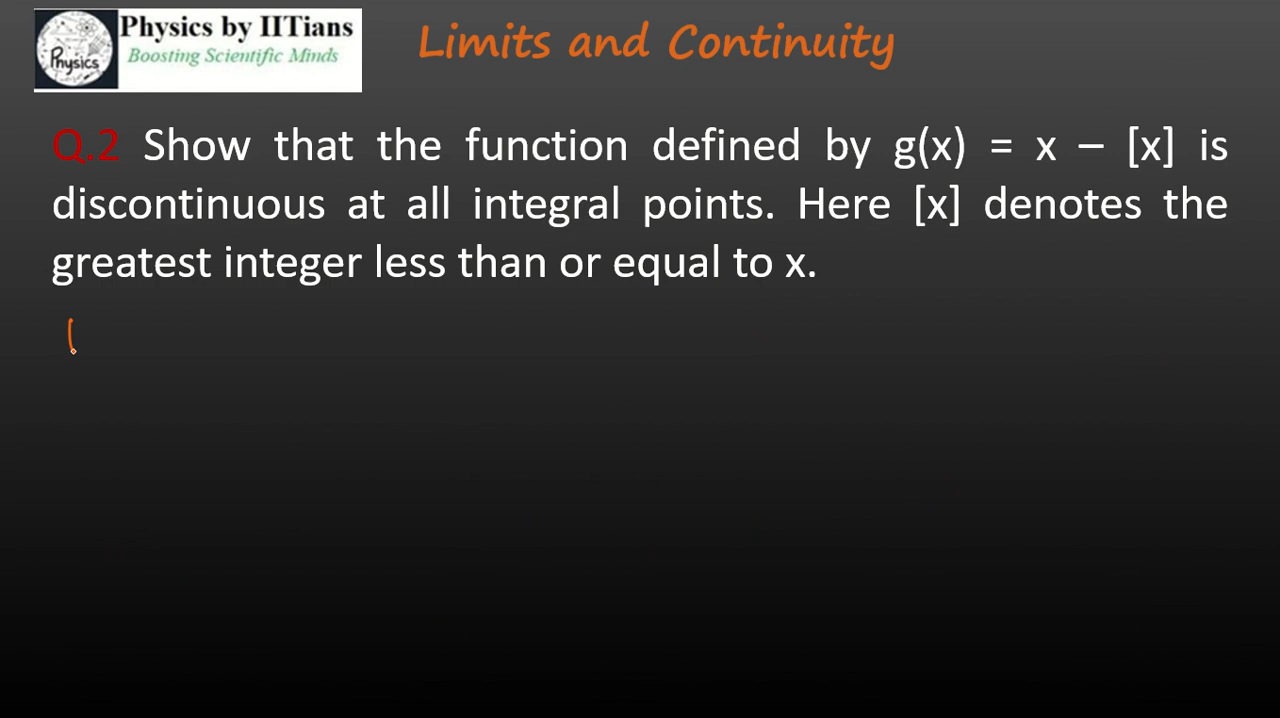 Physics by IITians
Boosting Scientific Minds
Physics
Limits and Continuity
Q.2 Show that the function defined by g(x) = x – [x] is
discontinuous at all integral points. Here [x] denotes the
greatest integer less than or equal to x.